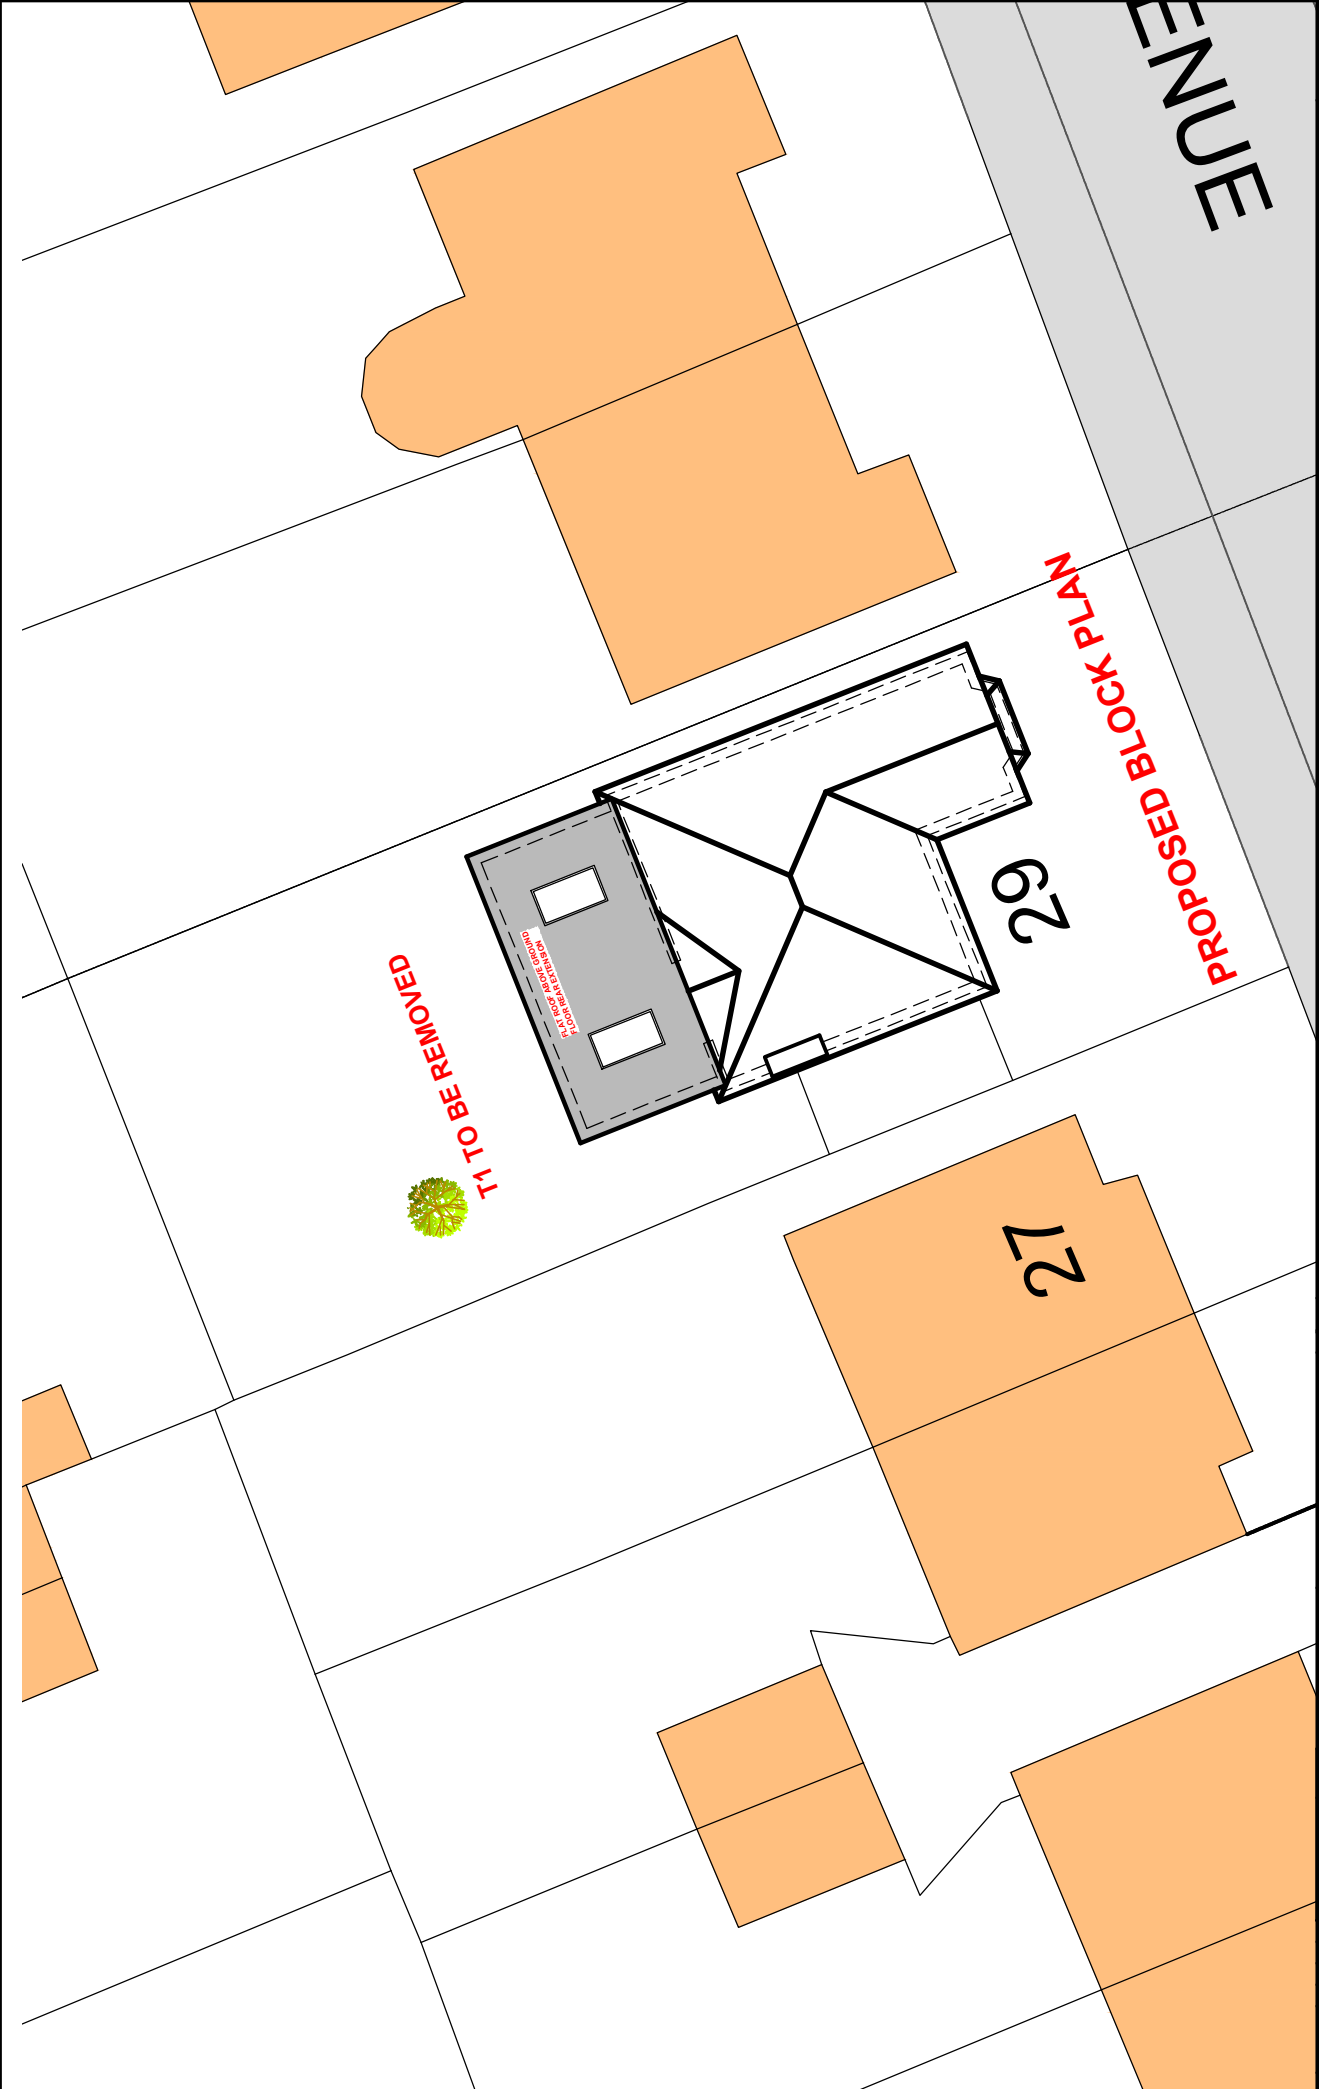 ENUE
PROPOSED BLOCK PLAN
29
FLAT ROOF ABOVE GROUND
FLOOR REAR EXTENSION
T1 TO BE REMOVED
27